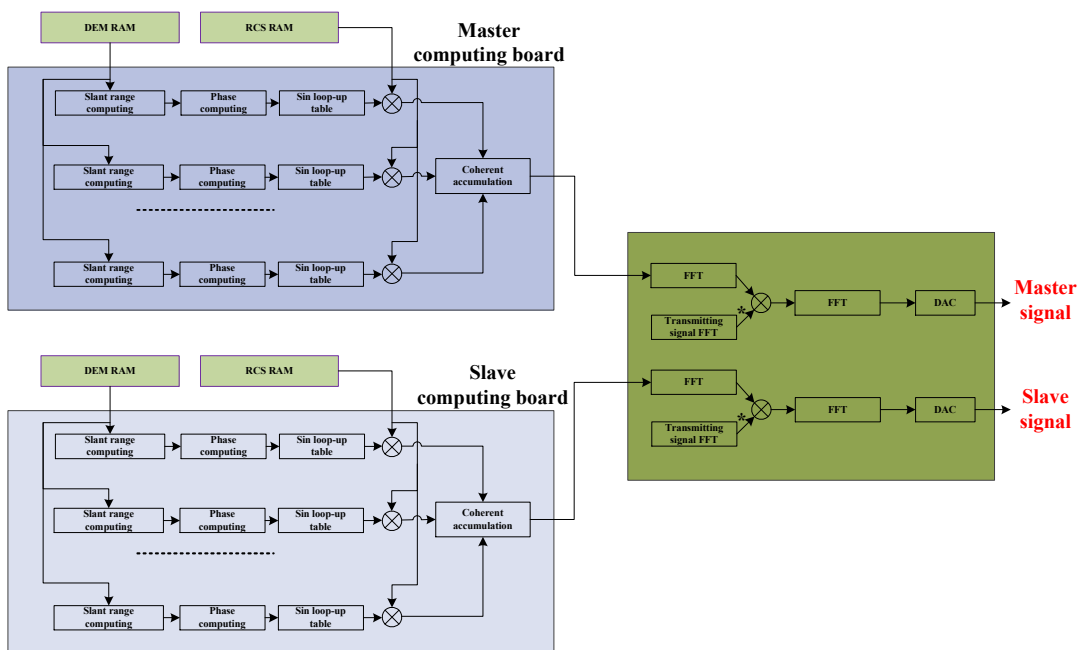 DEM RAM
RCS RAM
Master
computing board
Slant range
computing
Phase
computing
Sin loop-up
table
Slant range
computing
Phase
computing
Sin loop-up
table
Coherent
accumulation
Slant range
computing
Phase
computing
Sin loop-up
table
DEM RAM
RCS RAM
Slave
computing board
Slant range
computing
Phase
computing
Sin loop-up
table
Slant range
computing
Phase
computing
Sin loop-up
table
Coherent
accumulation
Slant range
computing
Phase
computing
Sin loop-up
table
FFT
Transmitting
signal FFT
*
FFT
DAC
Master
signal
FFT
Transmitting
signal FFT
*
FFT
DAC
Slave
signal